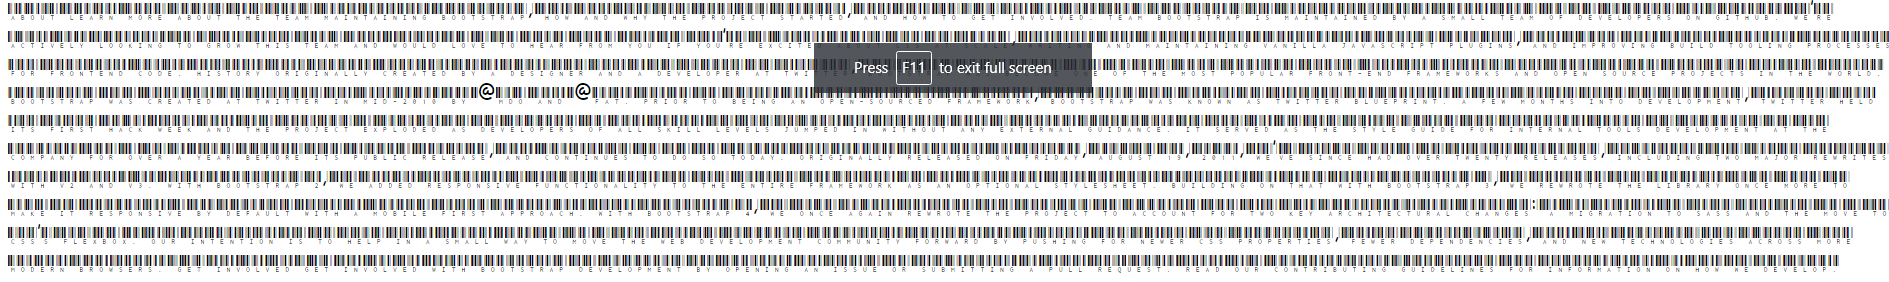 ABOUT LEARN MORE ABOUT THE TEAM MAINTAINING BOOTSTRAP, HOW AND WHY THE PROJECT STARTED, AND HOW TO GET INVOLVED. TEAM BOOTSTRAP IS MAINTAINED BY A SMALL TEAM OF DEVELOPERS ON GITHUB. WE'RE
ACTIVELY LOOKING TO GROW THIS TEAM AND WOULD LOVE TO HEAR FROM YOU IF YOU'RE EXCITE AND MAINTAINING VANILLA JAVASCRIPT PLUGINS, AND IMPROVING BUILD TOOLING PROCESSES
FOR FRONTEND CODE. HISTORY ORIGINALLY CREATED BY A DESIGNER AND A DEVELOPER AT TWI OF THE MOST POPULAR FRONT-END FRAMEWORKS AND OPEN SOURCE PROJECTS IN THE WORLD.
Press F11 to exit full screen
BOOTSTRAP WAS CREATED AT TWITTER IN MID-2010 BY @MDO AND @FAT. PRIOR TO BEING AN OPEN-SOURCED FRAMEWORK, BOOTSTRAP WAS KNOWN AS TWITTER BLUEPRINT. A FEW MONTHS INTO DEVELOPMENT, TWITTER HELD
ITS FIRST HACK WEEK AND THE PROJECT EXPLODED AS DEVELOPERS OF ALL SKILL LEVELS JUMPED IN WITHOUT ANY EXTERNAL GUIDANCE. IT SERVED AS THE STYLE GUIDE FOR INTERNAL TOOLS DEVELOPMENT AT THE
COMPANY FOR OVER A YEAR BEFORE ITS PUBLIC RELEASE, AND CONTINUES TO DO SO TODAY. ORIGINALLY RELEASED ON FRIDAY, AUGUST 19, 2011, WE'VE SINCE HAD OVER TWENTY RELEASES, INCLUDING TWO MAJOR REWRITES
WITH V2 AND V3. WITH BOOTSTRAP 2, WE ADDED RESPONSIVE FUNCTIONALITY TO THE ENTIRE FRAMEWORK AS AN OPTIONAL STYLESHEET. BUILDING ON THAT WITH BOOTSTRAP 3, WE REWROTE THE LIBRARY ONCE MORE TO
MAKE IT RESPONSIVE BY DEFAULT WITH A MOBILE FIRST APPROACH. WITH BOOTSTRAP 4, WE ONCE AGAIN REWROTE THE PROJECT TO ACCOUNT FOR TWO KEY ARCHITECTURAL CHANGES: A MIGRATION TO SASS AND THE MOVE TO
CSS'S FLEXBOX. OUR INTENTION IS TO HELP IN A SMALL WAY TO MOVE THE WEB DEVELOPMENT COMMUNITY FORWARD BY PUSHING FOR NEWER CSS PROPERTIES, FEWER DEPENDENCIES, AND NEW TECHNOLOGIES ACROSS MORE
MODERN BROWSERS. GET INVOLVED GET INVOLVED WITH BOOTSTRAP DEVELOPMENT BY OPENING AN ISSUE OR SUBMITTING A PULL REQUEST. READ OUR CONTRIBUTING GUIDELINES FOR INFORMATION ON HOW WE DEVELOP.